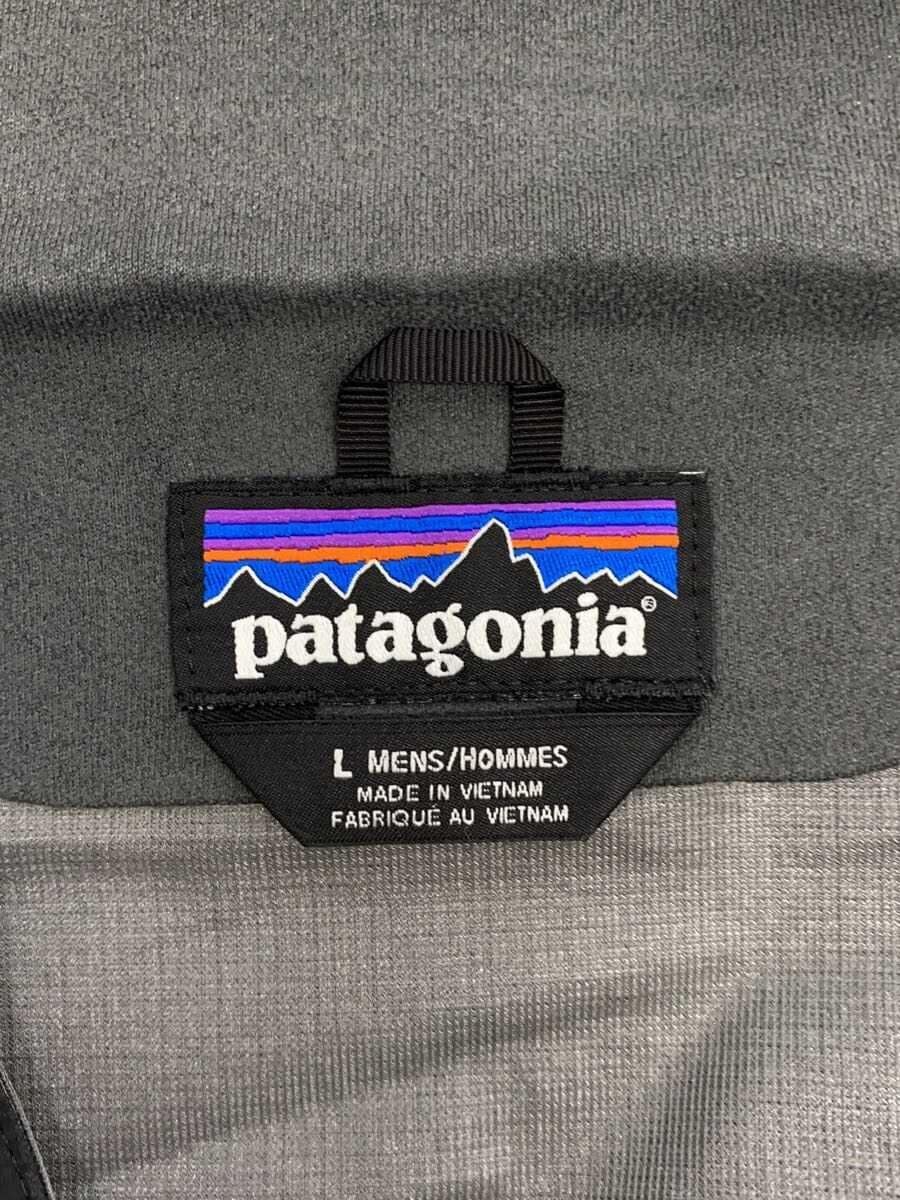 patagonia®
L MENS/HOMMES
MADE IN VIETNAM
FABRIQUÉ AU VIETNAM